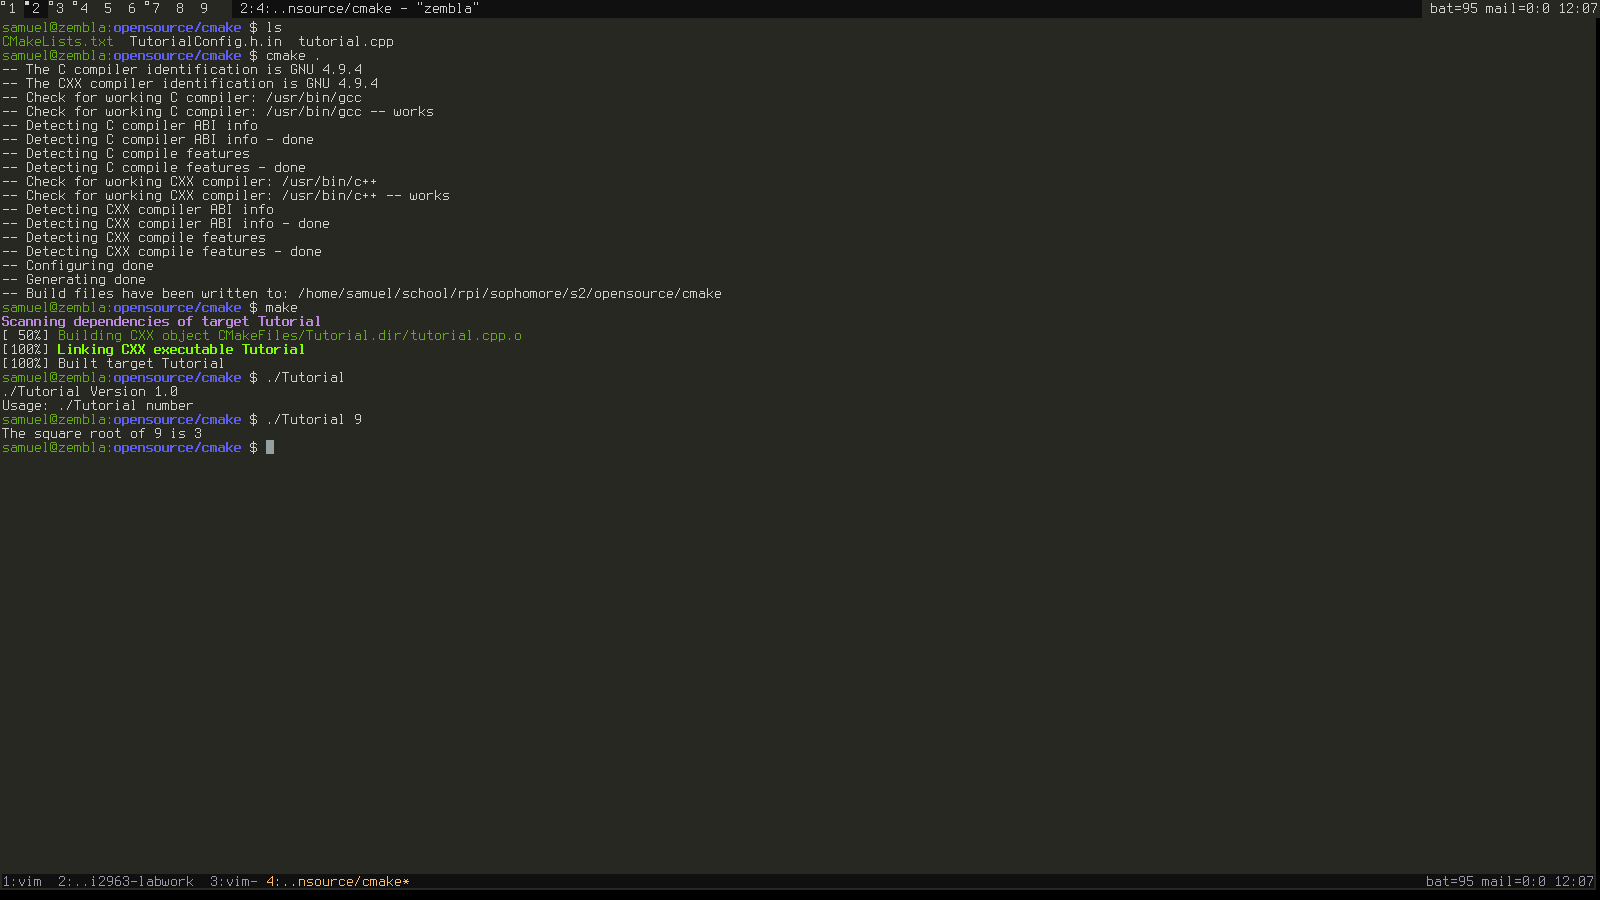 1 2 3 4 5 6 7 8 9 2:4:..nsource/cmake - "zembla" bat=95 mail=0:0 12:07
samuel@zembla:opensource/cmake $ ls
CMakeLists.txt  TutorialConfig.h.in  tutorial.cpp
samuel@zembla:opensource/cmake $ cmake .
-- The C compiler identification is GNU 4.9.4
-- The CXX compiler identification is GNU 4.9.4
-- Check for working C compiler: /usr/bin/gcc
-- Check for working C compiler: /usr/bin/gcc -- works
-- Detecting C compiler ABI info
-- Detecting C compiler ABI info - done
-- Detecting C compile features
-- Detecting C compile features - done
-- Check for working CXX compiler: /usr/bin/c++
-- Check for working CXX compiler: /usr/bin/c++ -- works
-- Detecting CXX compiler ABI info
-- Detecting CXX compiler ABI info - done
-- Detecting CXX compile features
-- Detecting CXX compile features - done
-- Configuring done
-- Generating done
-- Build files have been written to: /home/samuel/school/rpi/sophomore/s2/opensource/cmake
samuel@zembla:opensource/cmake $ make
Scanning dependencies of target Tutorial
[ 50%] Building CXX object CMakeFiles/Tutorial.dir/tutorial.cpp.o
[100%] Linking CXX executable Tutorial
[100%] Built target Tutorial
samuel@zembla:opensource/cmake $ ./Tutorial
./Tutorial Version 1.0
Usage: ./Tutorial number
samuel@zembla:opensource/cmake $ ./Tutorial 9
The square root of 9 is 3
samuel@zembla:opensource/cmake $
1:vim  2:..i2963-labwork  3:vim- 4:..nsource/cmake* bat=95 mail=0:0 12:07